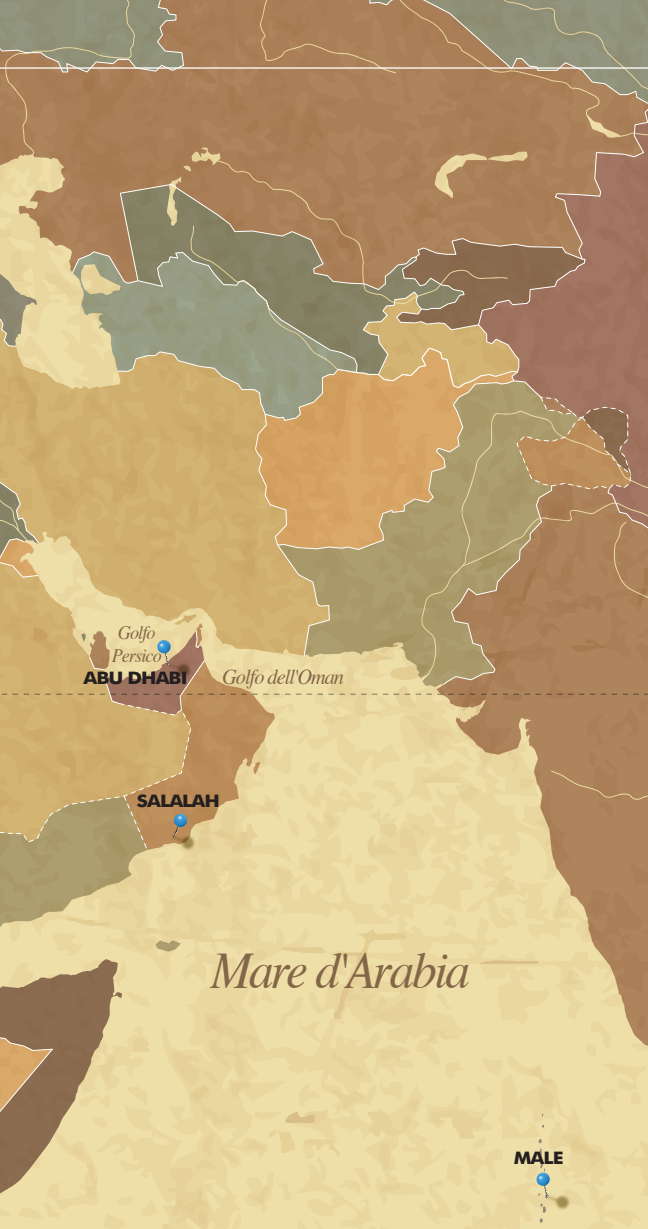 Golfo
Persico
ABU DHABI
Golfo dell'Oman
SALALAH
Mare d'Arabia
MALE